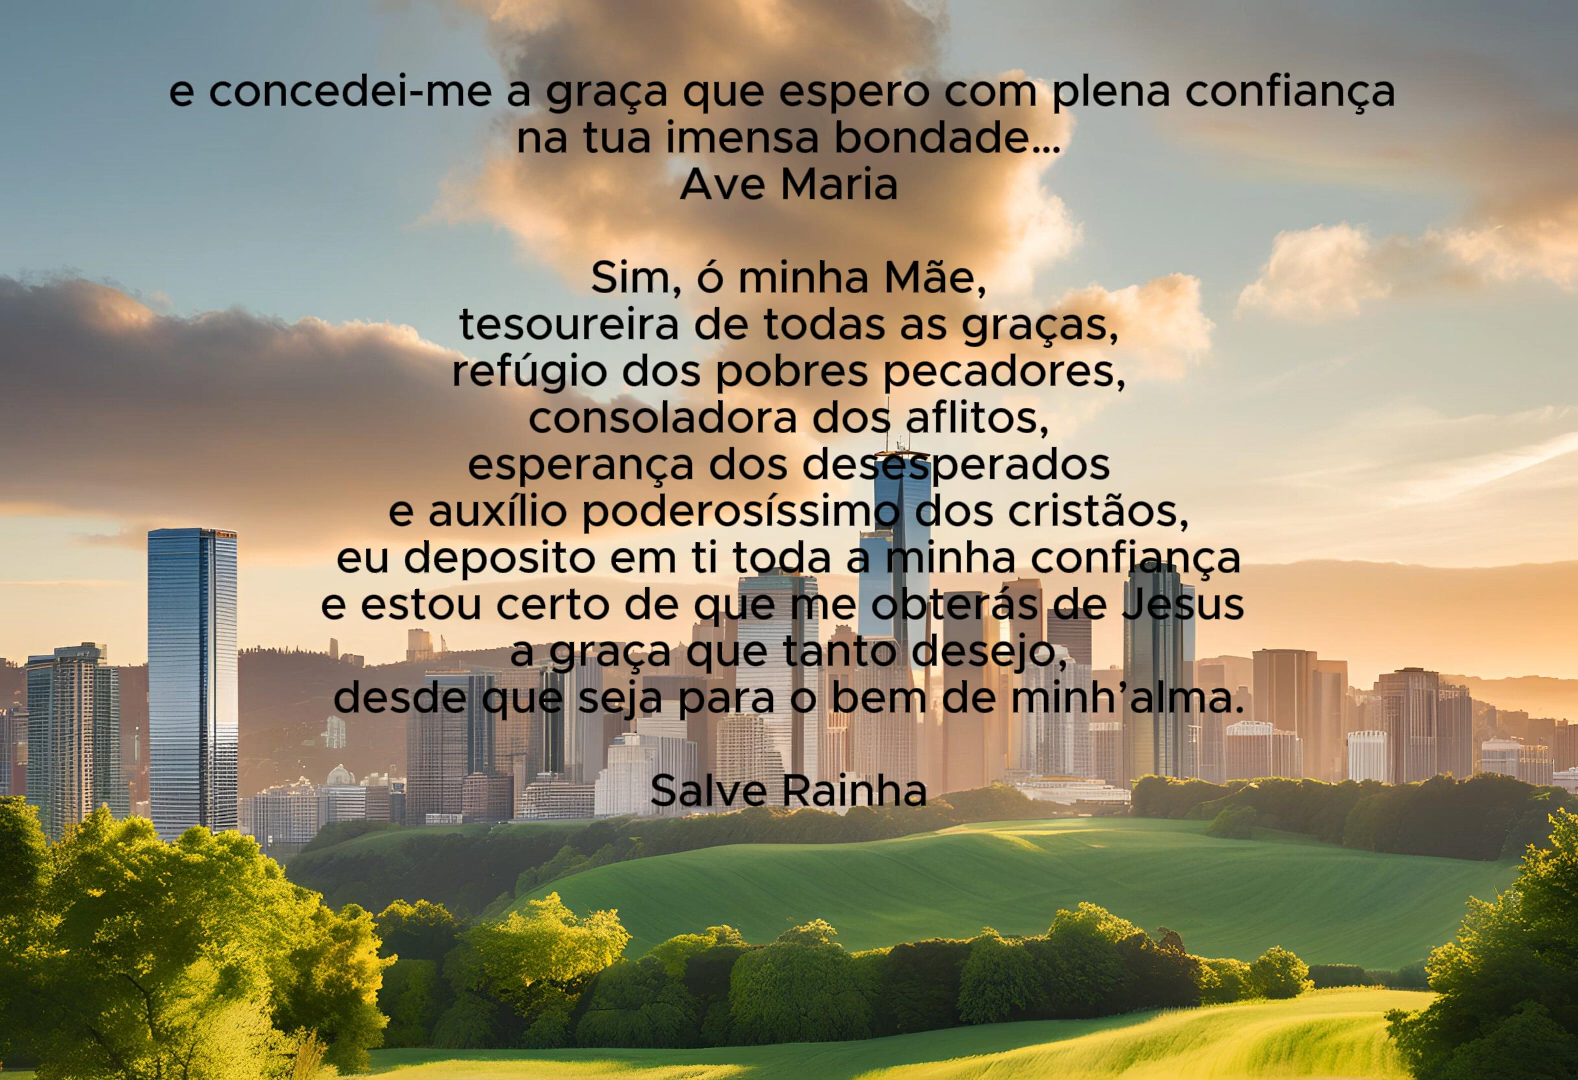 e concedei-me a graça que espero com plena confiança
na tua imensa bondade...
Ave Maria
Sim, ó minha Mãe,
tesoureira de todas as graças,
refúgio dos pobres pecadores,
consoladora dos aflitos,
esperança dos desesperados
e auxílio poderosíssimo dos cristãos,
eu deposito em ti toda a minha confiança
e estou certo de que me obterás de Jesus
a graça que tanto desejo,
desde que seja para o bem de minh’alma.
Salve Rainha